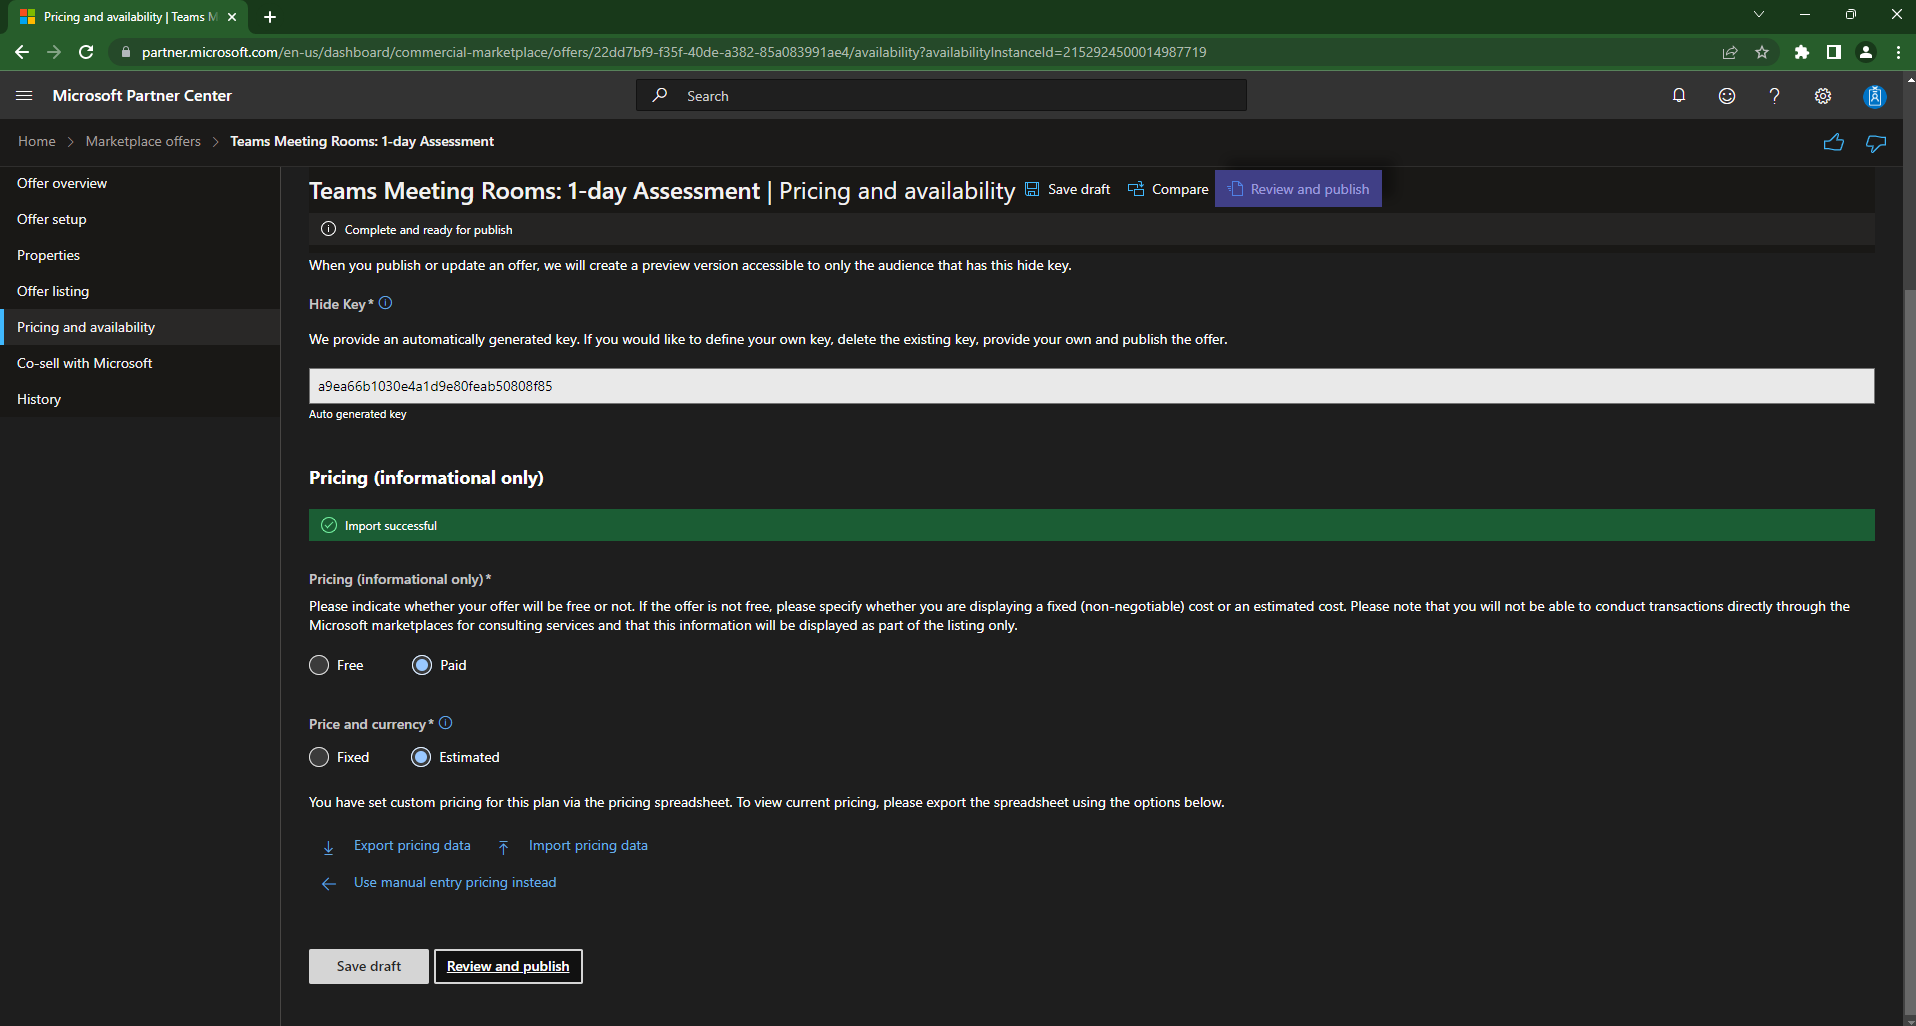 Pricing and availability | Teams M
partner.microsoft.com/en-us/dashboard/commercial-marketplace/offers/22dd7bf9-f35f-40de-a382-85a083991ae4/availability?availabilityInstanceId=2152924500014987719
Microsoft Partner Center
Search
Home > Marketplace offers > Teams Meeting Rooms: 1-day Assessment
Offer overview
Offer setup
Properties
Offer listing
Pricing and availability
Co-sell with Microsoft
History
Teams Meeting Rooms: 1-day Assessment | Pricing and availability
Save draft
Compare
Review and publish
Complete and ready for publish
When you publish or update an offer, we will create a preview version accessible to only the audience that has this hide key.
Hide Key *
We provide an automatically generated key. If you would like to define your own key, delete the existing key, provide your own and publish the offer.
a9ea66b1030e4a1d9e80feab50808f85
Auto generated key
Pricing (informational only)
Import successful
Pricing (informational only) *
Please indicate whether your offer will be free or not. If the offer is not free, please specify whether you are displaying a fixed (non-negotiable) cost or an estimated cost. Please note that you will not be able to conduct transactions directly through the
Microsoft marketplaces for consulting services and that this information will be displayed as part of the listing only.
Free
Paid
Price and currency *
Fixed
Estimated
You have set custom pricing for this plan via the pricing spreadsheet. To view current pricing, please export the spreadsheet using the options below.
Export pricing data
Import pricing data
Use manual entry pricing instead
Save draft
Review and publish